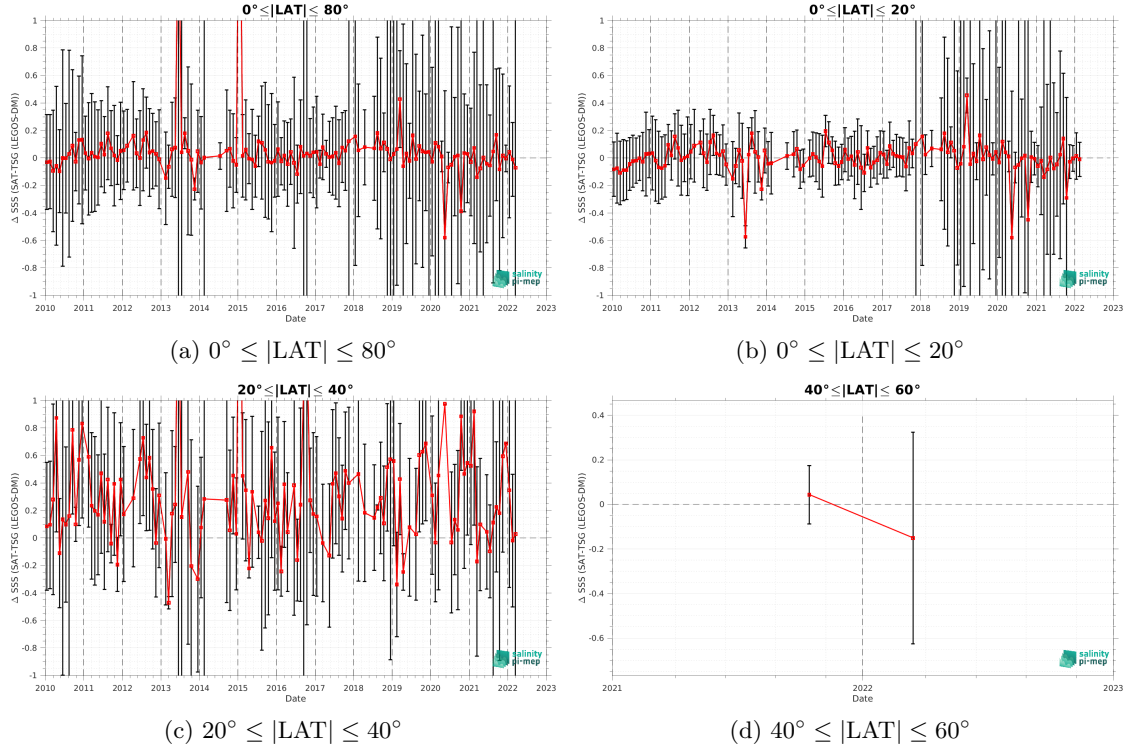 0°≤|LAT|≤ 80°
Δ SSS (SAT-TSG (LEGOS-DM))
1
0.8
0.6
0.4
0.2
0
-0.2
-0.4
-0.6
-0.8
-1
2010 2011 2012 2013 2014 2015 2016 2017 2018 2019 2020 2021 2022 2023
Date
salinity
pi-mep
(a) 0° ≤ |LAT| ≤ 80°
0°≤|LAT|≤ 20°
Δ SSS (SAT-TSG (LEGOS-DM))
1
0.8
0.6
0.4
0.2
0
-0.2
-0.4
-0.6
-0.8
-1
2010 2011 2012 2013 2014 2015 2016 2017 2018 2019 2020 2021 2022 2023
Date
salinity
pi-mep
(b) 0° ≤ |LAT| ≤ 20°
20°≤|LAT|≤ 40°
Δ SSS (SAT-TSG (LEGOS-DM))
1
0.8
0.6
0.4
0.2
0
-0.2
-0.4
-0.6
-0.8
-1
2010 2011 2012 2013 2014 2015 2016 2017 2018 2019 2020 2021 2022 2023
Date
salinity
pi-mep
(c) 20° ≤ |LAT| ≤ 40°
40°≤|LAT|≤ 60°
Δ SSS (SAT-TSG (LEGOS-DM))
0.4
0.2
0
-0.2
-0.4
-0.6
2021 2022 2023
Date
salinity
pi-mep
(d) 40° ≤ |LAT| ≤ 60°